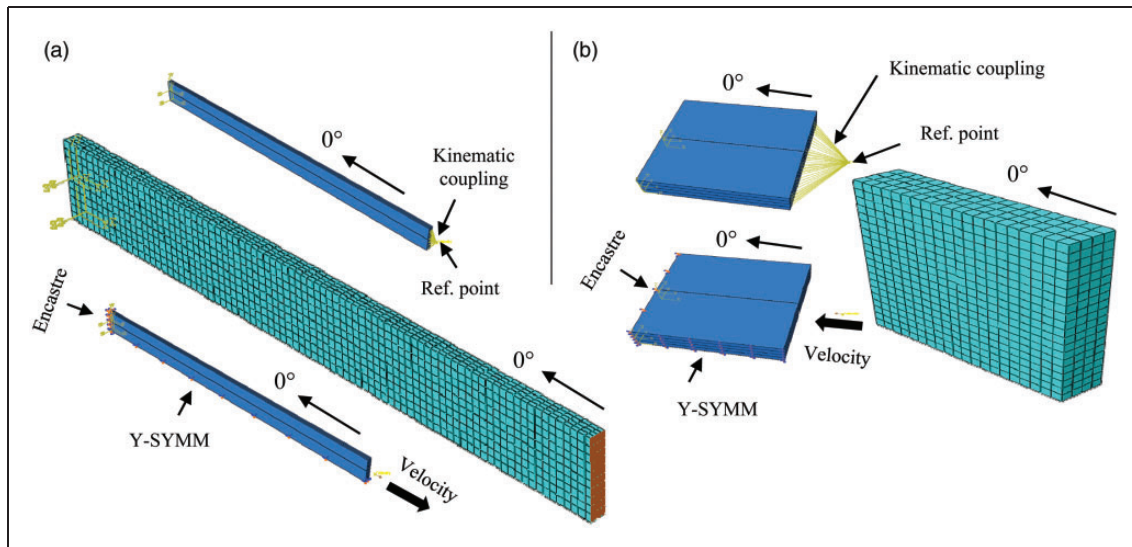 (a)
0°
Kinematic
coupling
Ref. point
Encastre
0°
Y-SYMM
Velocity
0°
(b)
Kinematic coupling
0°
Ref. point
0°
0°
Encastre
Velocity
Y-SYMM